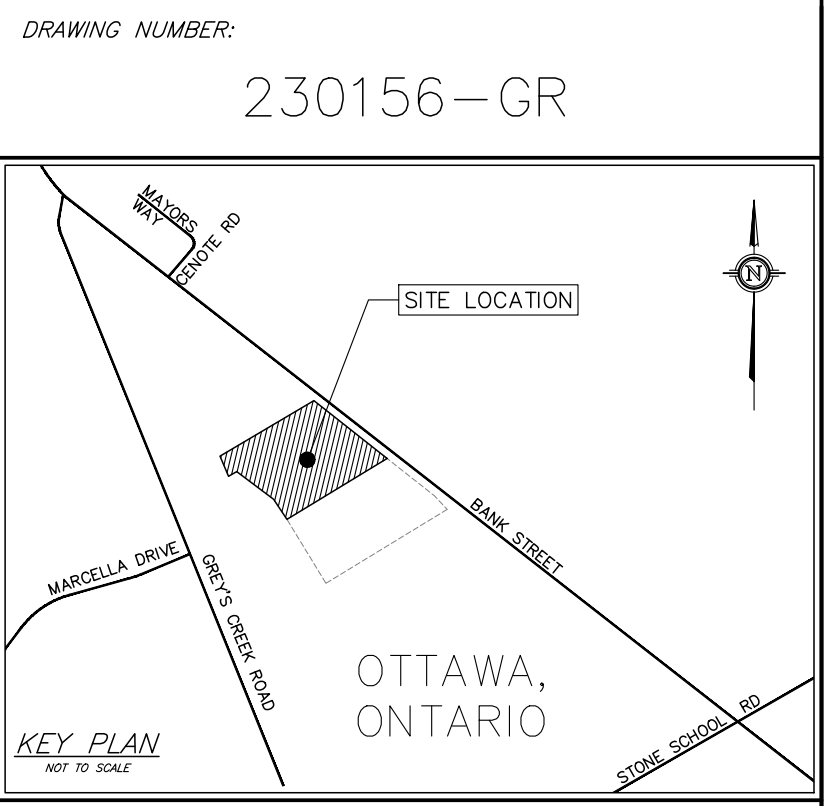 DRAWING NUMBER:
230156-GR
MAYORS
WAY
CENOTE RD
N
SITE LOCATION
BANK STREET
MARCELLA DRIVE
GREY'S CREEK ROAD
OTTAWA,
ONTARIO
STONE SCHOOL RD
KEY PLAN
NOT TO SCALE